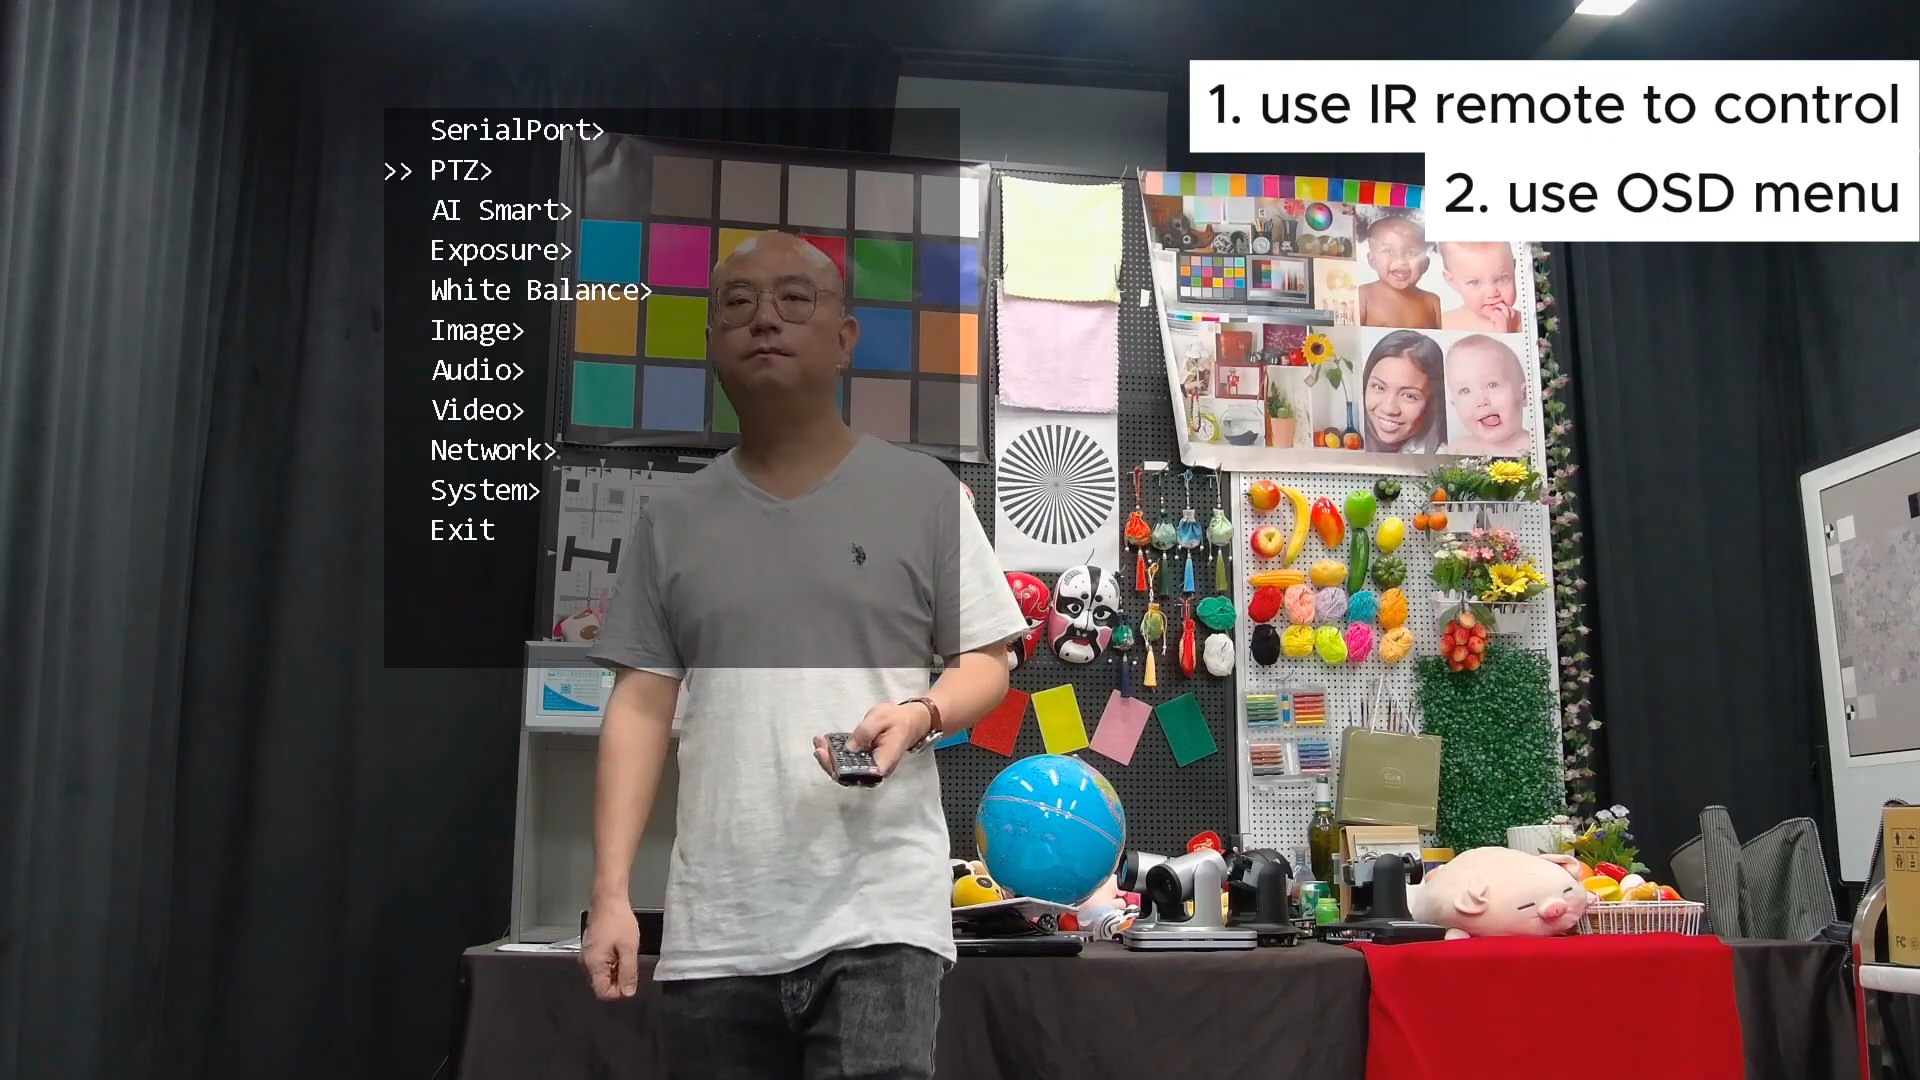 SerialPort>
>> PTZ>
AI Smart>
Exposure>
White Balance>
Image>
Audio>
Video>
Network>
System>
Exit
1. use IR remote to control
2. use OSD menu
FC